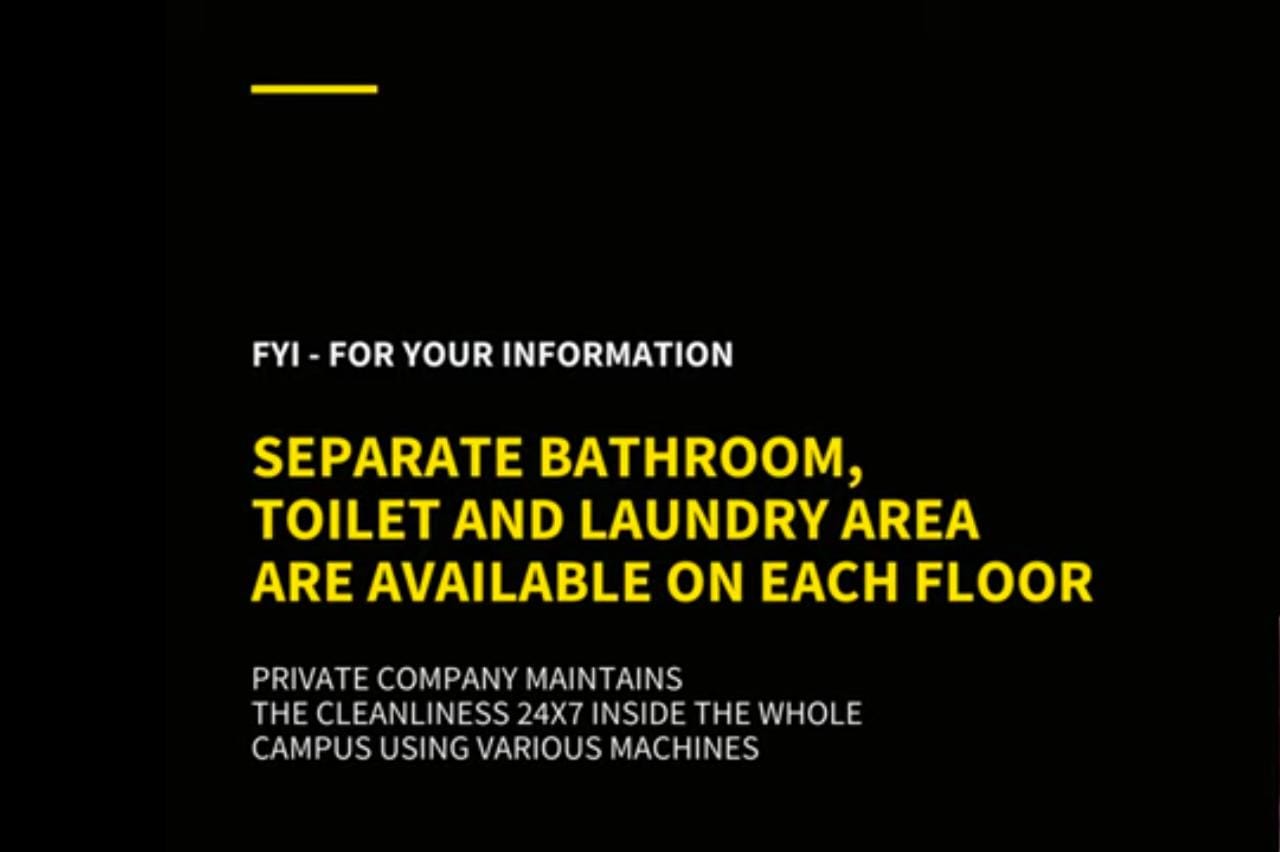 FYI - FOR YOUR INFORMATION
SEPARATE BATHROOM,
TOILET AND LAUNDRY AREA
ARE AVAILABLE ON EACH FLOOR
PRIVATE COMPANY MAINTAINS
THE CLEANLINESS 24X7 INSIDE THE WHOLE
CAMPUS USING VARIOUS MACHINES